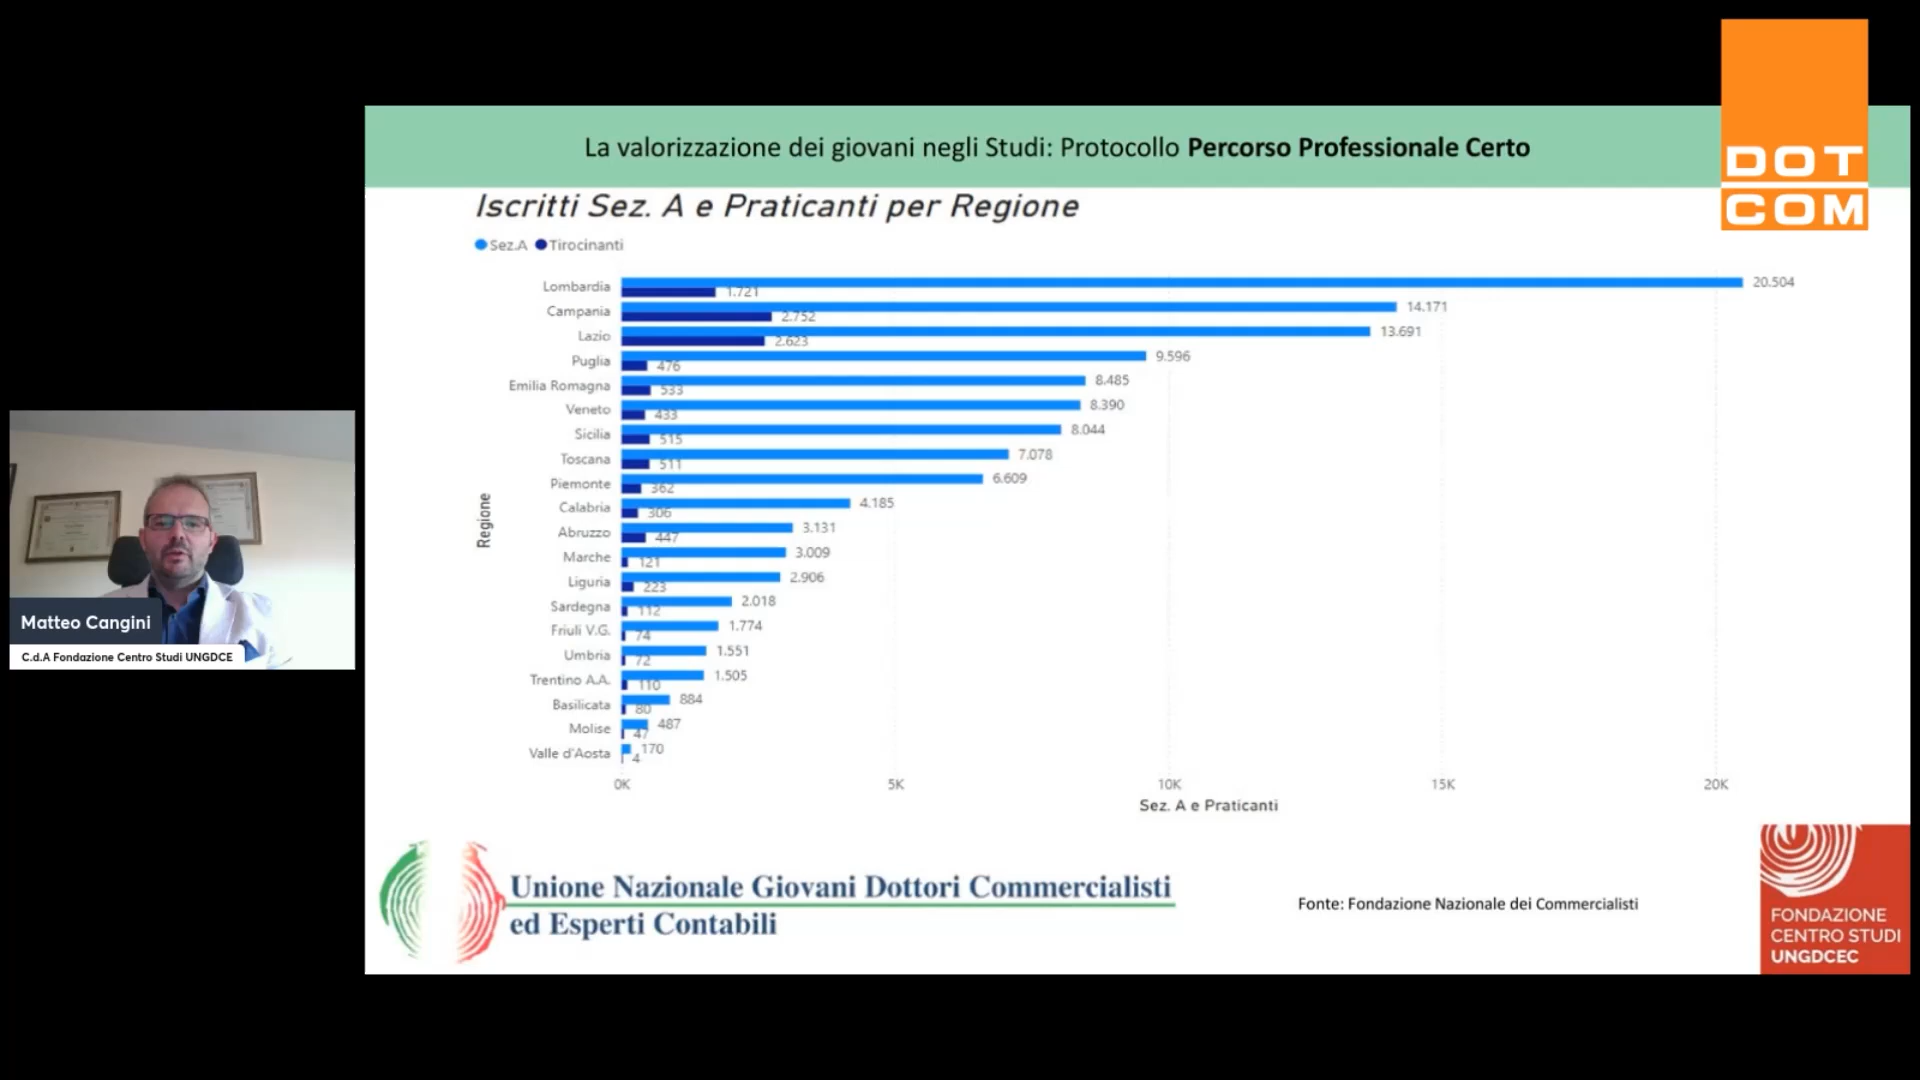 DOT
COM
La valorizzazione dei giovani negli Studi: Protocollo Percorso Professionale Certo
Iscritti Sez. A e Praticanti per Regione
Sez.A Tirocinanti
Regione
Lombardia 20.504
1.721
Campania 14.171
2.752
Lazio 13.691
2.623
Puglia 9.596
476
Emilia Romagna 8.485
533
Veneto 8.390
433
Sicilia 8.044
515
Toscana 7.078
511
Piemonte 6.609
362
Calabria 4.185
306
Abruzzo 3.131
447
Marche 3.009
121
Liguria 2.906
223
Sardegna 2.018
112
Friuli V.G. 1.774
74
Umbria 1.551
72
Trentino A.A. 1.505
110
Basilicata 884
80
Molise 487
47
Valle d'Aosta 170
4
0K 5K 10K 15K 20K
Sez. A e Praticanti
Matteo Cangini
C.d.A Fondazione Centro Studi UNGDCE
Unione Nazionale Giovani Dottori Commercialisti
ed Esperti Contabili
Fonte: Fondazione Nazionale dei Commercialisti
FONDAZIONE
CENTRO STUDI
UNGDCEC